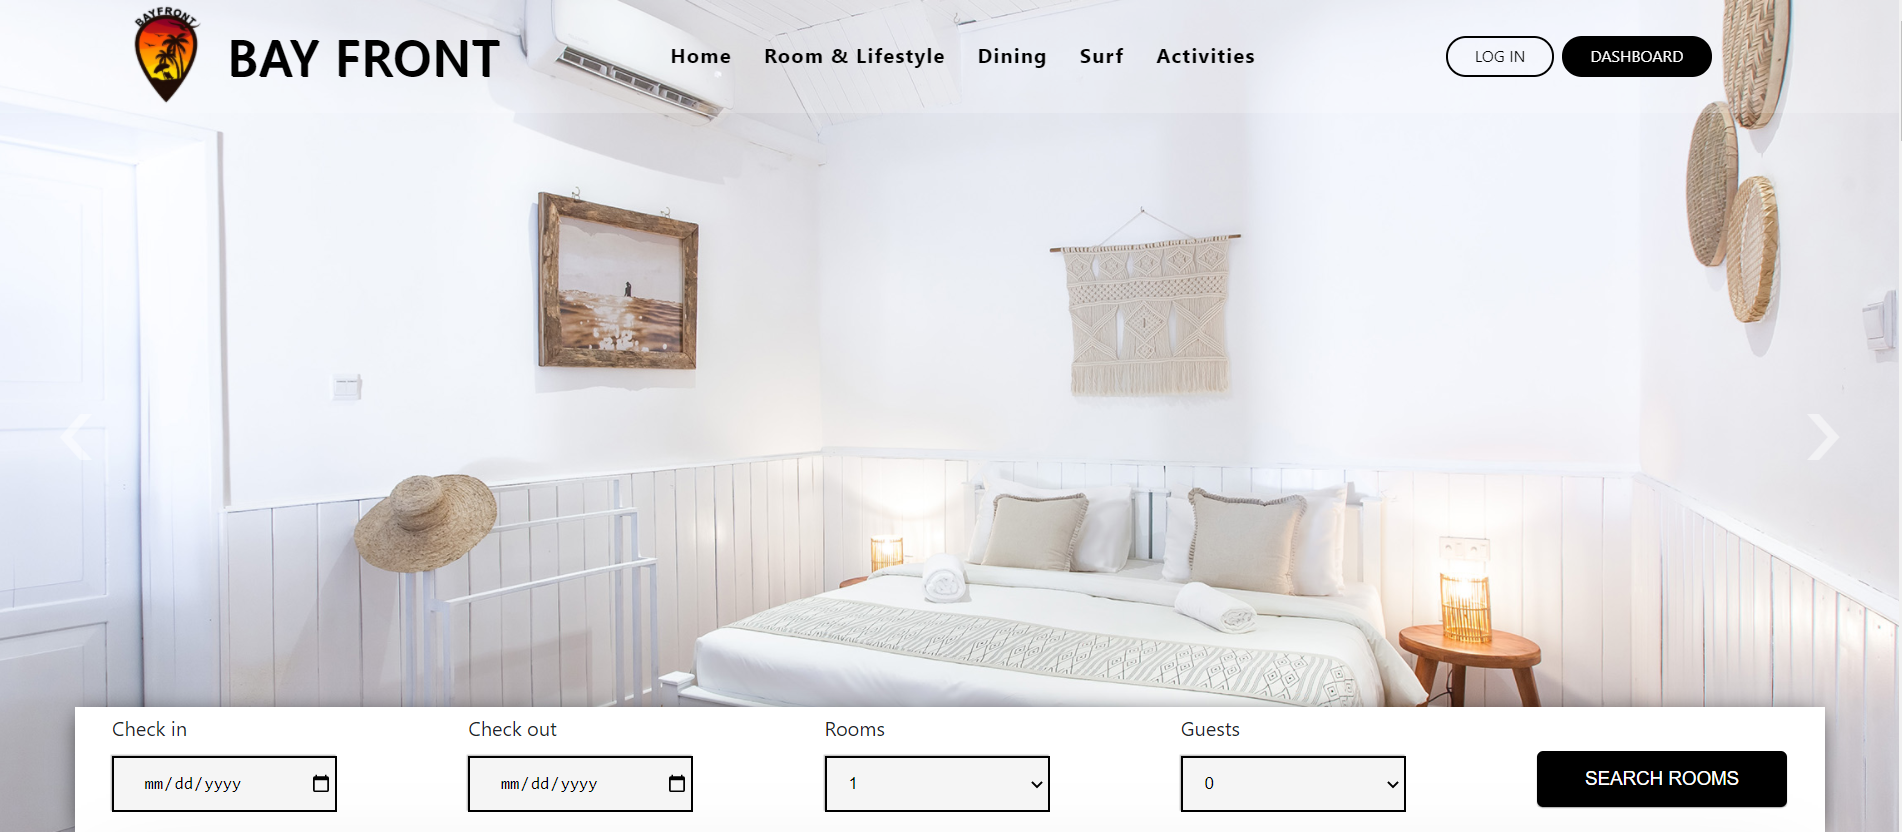 BAYFRONT
BAY FRONT
Home
Room & Lifestyle
Dining
Surf
Activities
LOG IN
DASHBOARD
Check in
Check out
Rooms
Guests
mm/dd/yyyy
mm/dd/yyyy
1
0
SEARCH ROOMS